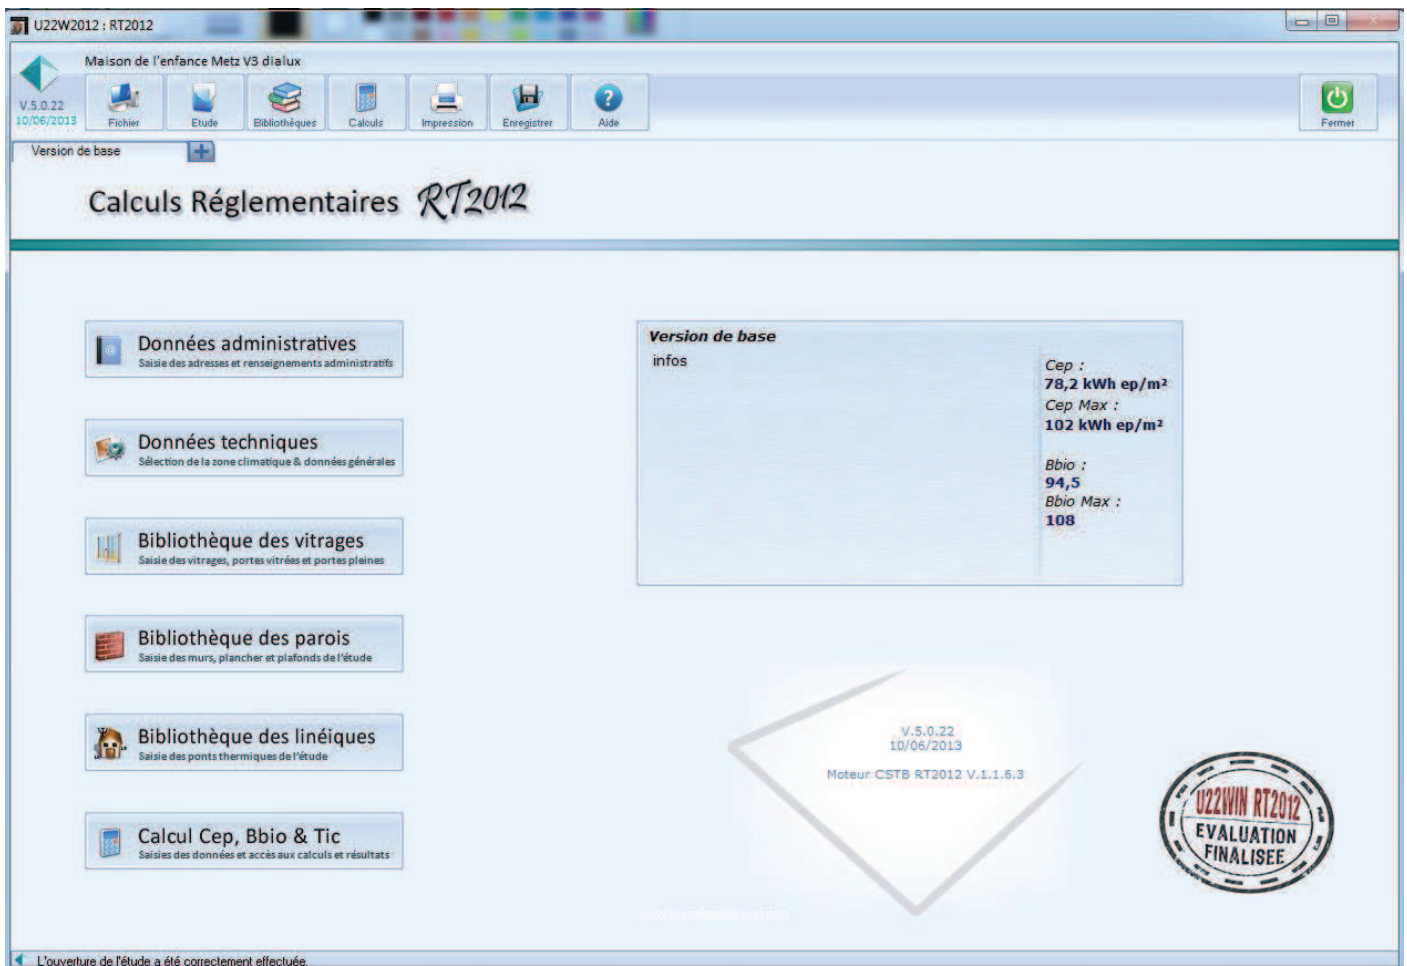 U22W2012 : RT2012
Maison de l'enfance Metz V3 dialux
V.5.0.22
10/06/2013
Fichier
Etude
Bibliothèques
Calculs
Impression
Enregistrer
Aide
Fermer
Version de base
Calculs Réglementaires RT2012
Données administratives
Saisie des adresses et renseignements administratifs
Données techniques
Sélection de la zone climatique & données générales
Bibliothèque des vitrages
Saisie des vitrages, portes vitrées et portes pleines
Bibliothèque des parois
Saisie des murs, plancher et plafonds de l'étude
Bibliothèque des linéiques
Saisie des ponts thermiques de l'étude
Calcul Cep, Bbio & Tic
Saisies des données et accès aux calculs et résultats
Version de base
infos
Cep :
78,2 kWh ep/m²
Cep Max :
102 kWh ep/m²
Bbio :
94,5
Bbio Max :
108
V.5.0.22
10/06/2013
Moteur CSTB RT2012 V.1.1.6.3
U22WIN RT2012
EVALUATION
FINALISEE
L'ouverture de l'étude a été correctement effectuée.